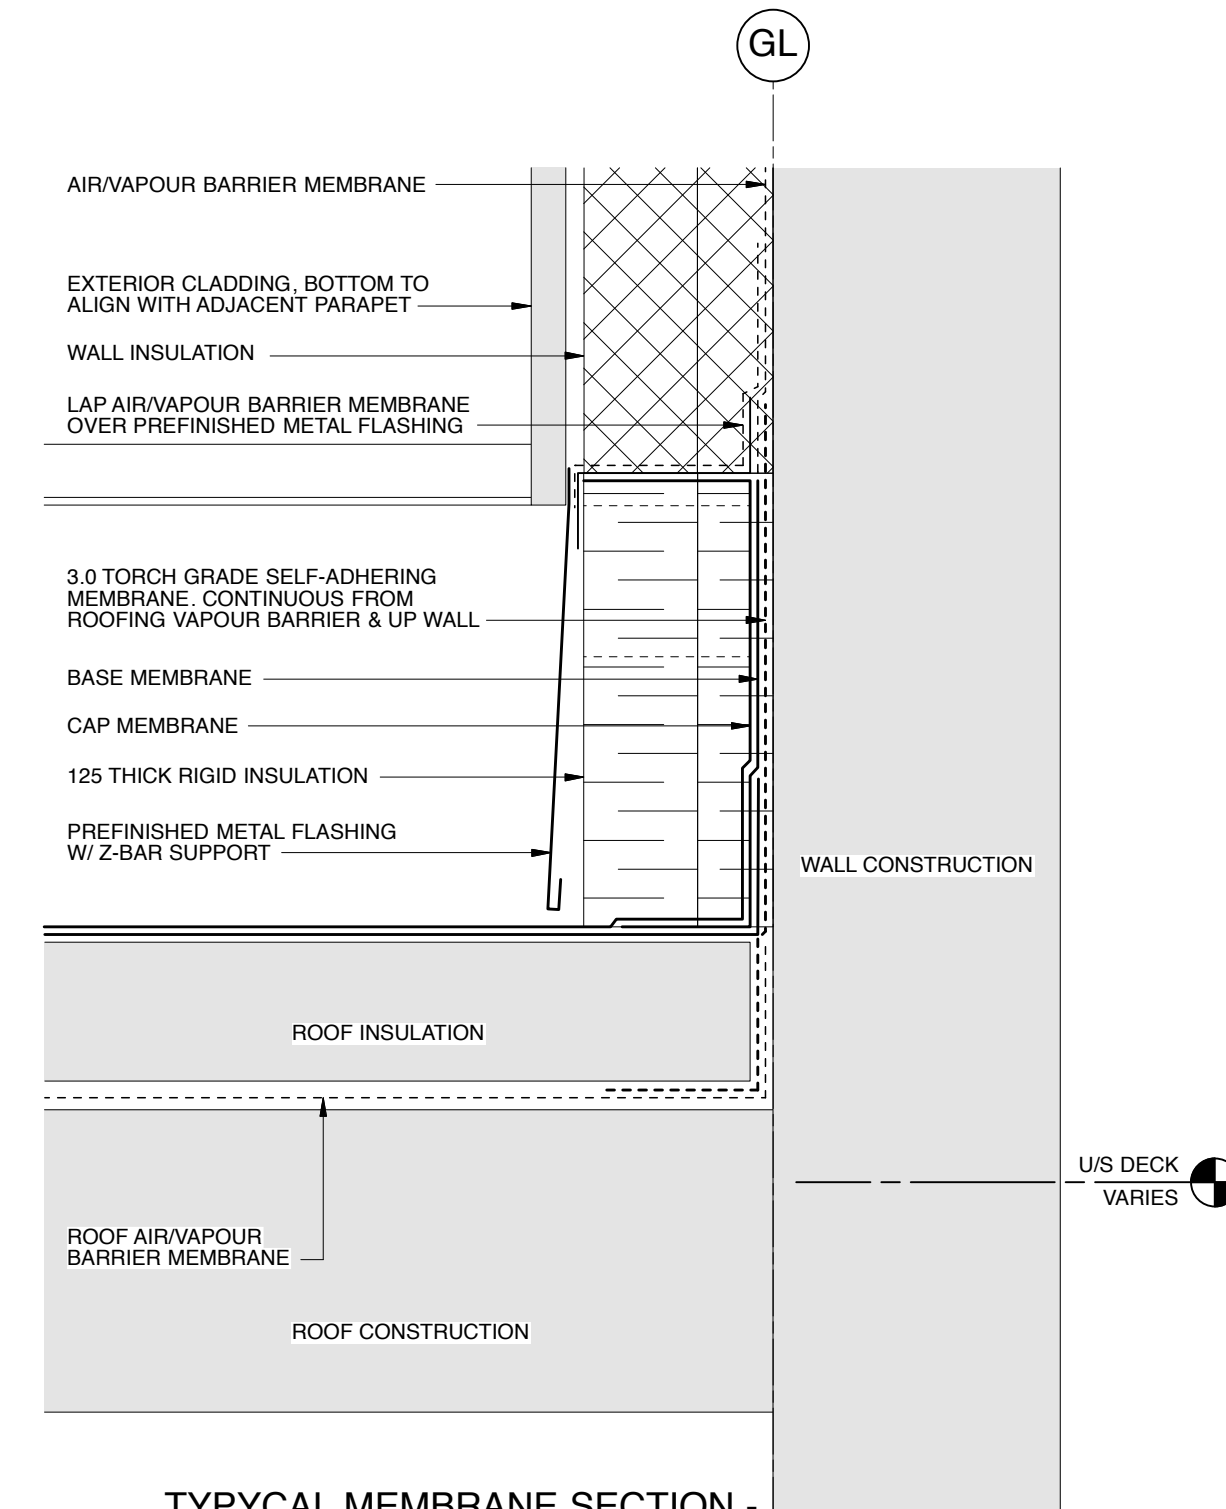 GL
AIR/VAPOUR BARRIER MEMBRANE
EXTERIOR CLADDING, BOTTOM TO
ALIGN WITH ADJACENT PARAPET
WALL INSULATION
LAP AIR/VAPOUR BARRIER MEMBRANE
OVER PREFINISHED METAL FLASHING
3.0 TORCH GRADE SELF-ADHERING
MEMBRANE. CONTINUOUS FROM
ROOFING VAPOUR BARRIER & UP WALL
BASE MEMBRANE
CAP MEMBRANE
125 THICK RIGID INSULATION
PREFINISHED METAL FLASHING
W/ Z-BAR SUPPORT
WALL CONSTRUCTION
ROOF INSULATION
U/S DECK
VARIES
ROOF AIR/VAPOUR
BARRIER MEMBRANE
ROOF CONSTRUCTION
TYPYCAL MEMBRANE SECTION -